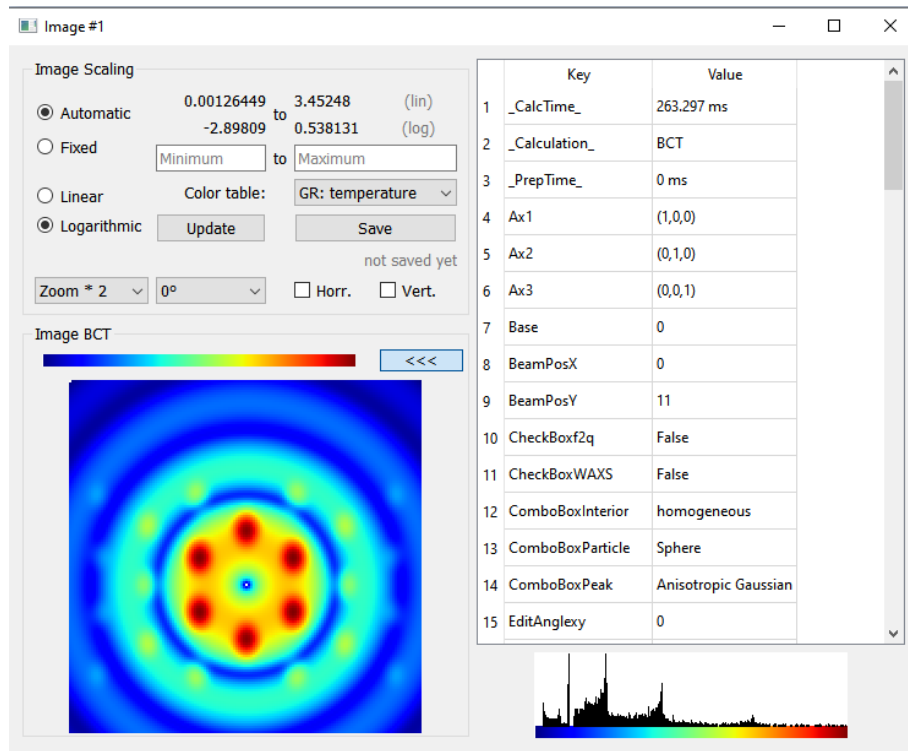 Image #1
Image Scaling
Automatic 0.00126449 to 3.45248 (lin)
-2.89809 0.538131 (log)
Fixed
Minimum to Maximum
Linear Color table: GR: temperature
Logarithmic Update Save
not saved yet
Zoom * 2 0° Horr. Vert.
Image BCT
<<<
Key Value
1 _CalcTime_ 263.297 ms
2 _Calculation_ BCT
3 _PrepTime_ 0 ms
4 Ax1 (1,0,0)
5 Ax2 (0,1,0)
6 Ax3 (0,0,1)
7 Base 0
8 BeamPosX 0
9 BeamPosY 11
10 CheckBoxf2q False
11 CheckBoxWAXS False
12 ComboBoxInterior homogeneous
13 ComboBoxParticle Sphere
14 ComboBoxPeak Anisotropic Gaussian
15 EditAnglexy 0